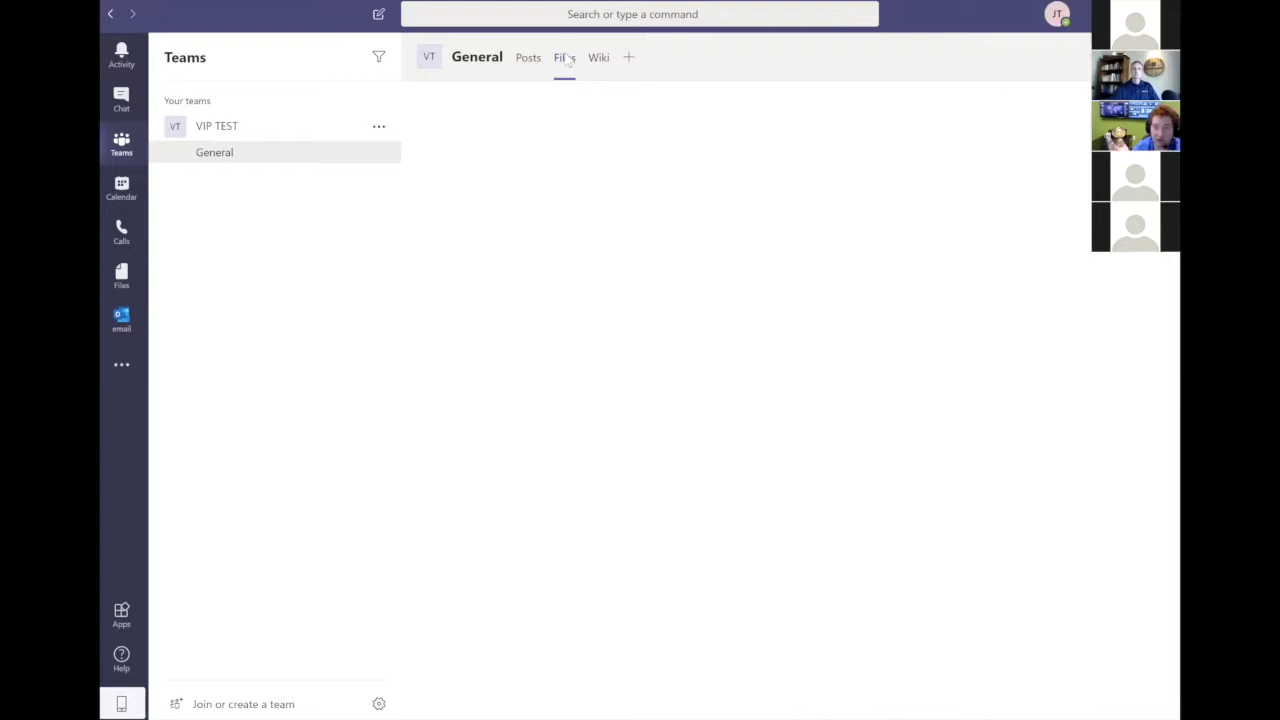 Search or type a command
JT
Activity
Chat
Teams
Calendar
Calls
Files
email
Apps
Help
Teams
Your teams
VT
VIP TEST
General
Join or create a team
VT
General
Posts
Files
Wiki